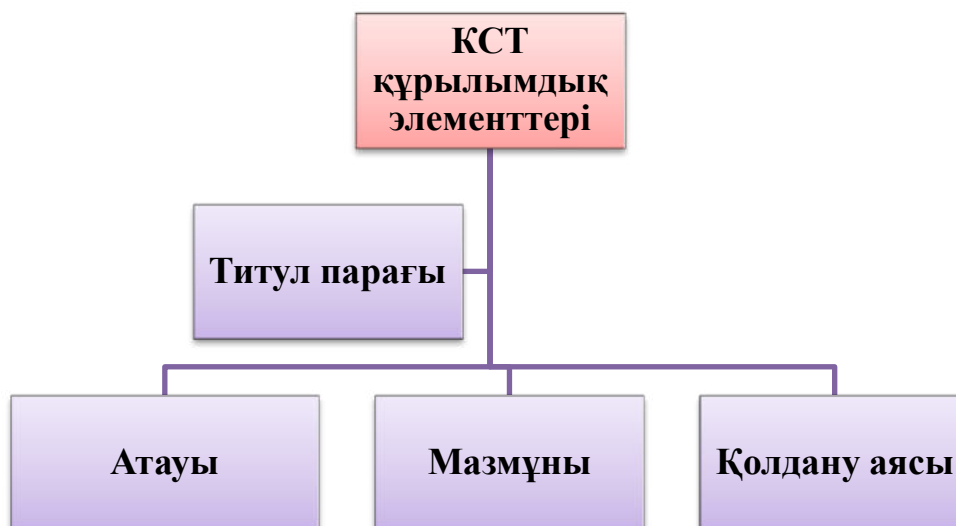 КСТ
құрылымдық
элементтері
Титул парағы
Атауы
Мазмұны
Қолдану аясы